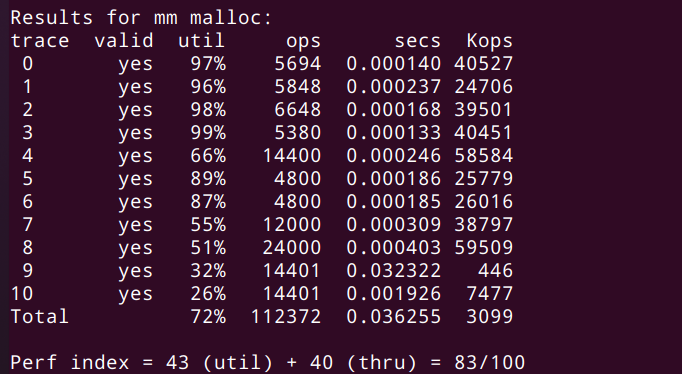 Results for mm malloc:
trace  valid  util     ops      secs  Kops
 0       yes   97%    5694  0.000140 40527
 1       yes   96%    5848  0.000237 24706
 2       yes   98%    6648  0.000168 39501
 3       yes   99%    5380  0.000133 40451
 4       yes   66%   14400  0.000246 58584
 5       yes   89%    4800  0.000186 25779
 6       yes   87%    4800  0.000185 26016
 7       yes   55%   12000  0.000309 38797
 8       yes   51%   24000  0.000403 59509
 9       yes   32%   14401  0.032322   446
10       yes   26%   14401  0.001926  7477
Total          72%  112372  0.036255  3099
Perf index = 43 (util) + 40 (thru) = 83/100